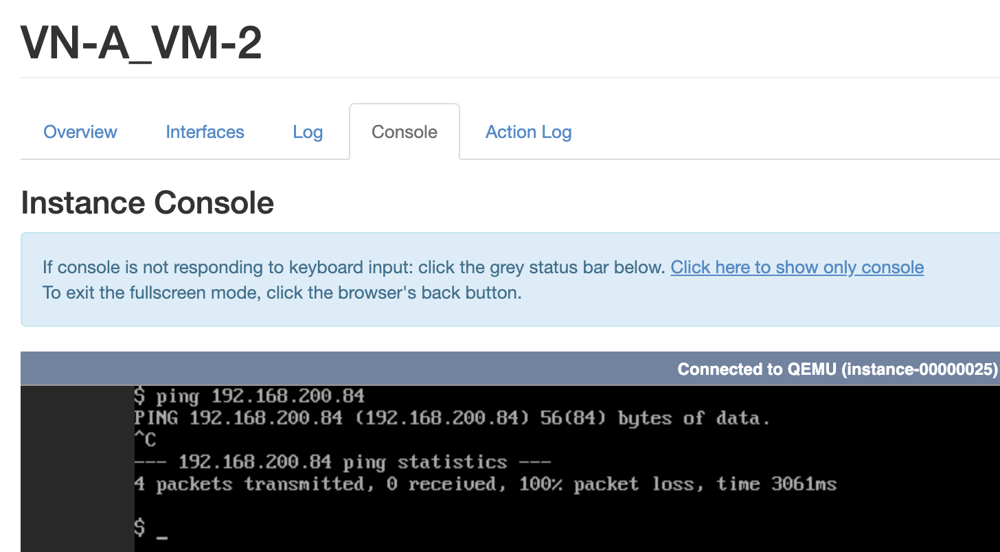 VN-A_VM-2
Overview Interfaces Log Console Action Log
Instance Console
If console is not responding to keyboard input: click the grey status bar below. Click here to show only console
To exit the fullscreen mode, click the browser's back button.
Connected to QEMU (instance-00000025)
$ ping 192.168.200.84
PING 192.168.200.84 (192.168.200.84) 56(84) bytes of data.
^C
--- 192.168.200.84 ping statistics ---
4 packets transmitted, 0 received, 100% packet loss, time 3061ms
$ _